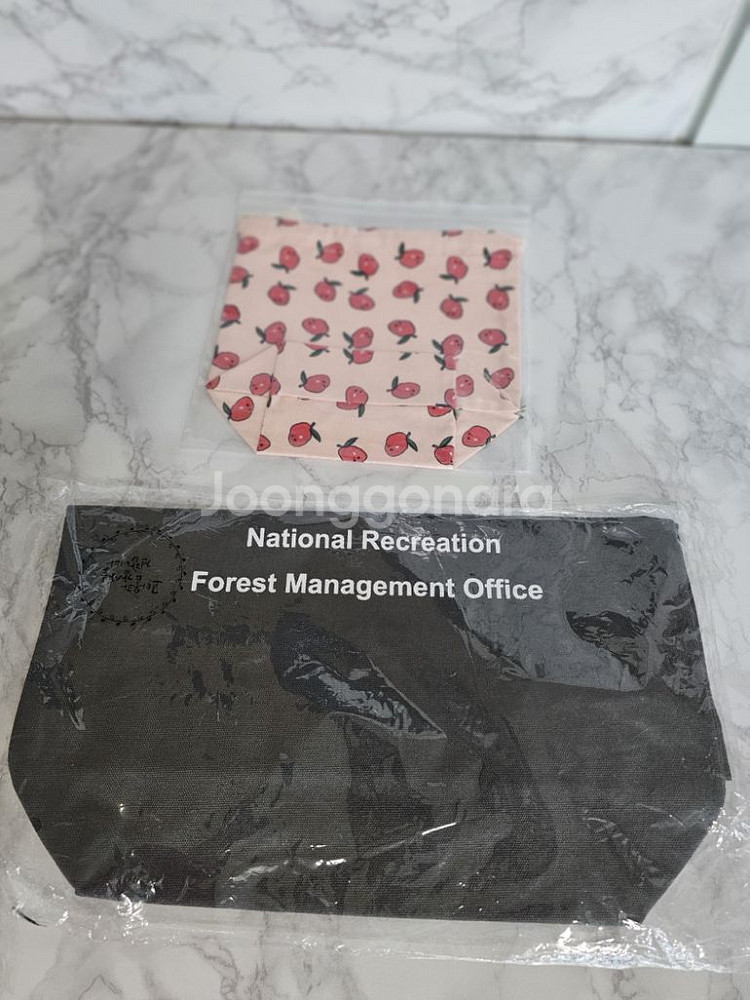 Joonggonara
National Recreation
Forest Management Office